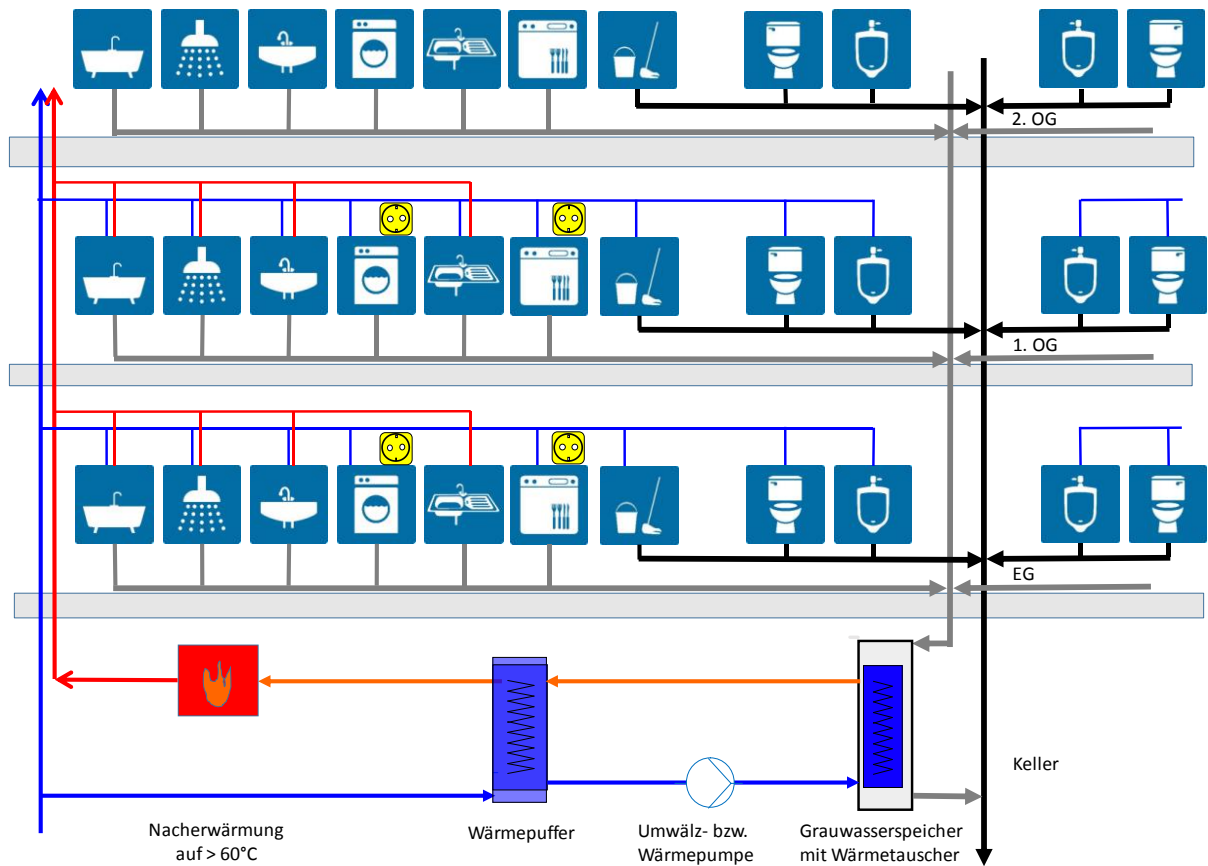 2. OG
1. OG
EG
Keller
Nacherwärmung
auf > 60°C
Wärmepuffer
Umwälz- bzw.
Wärmepumpe
Grauwasserspeicher
mit Wärmetauscher